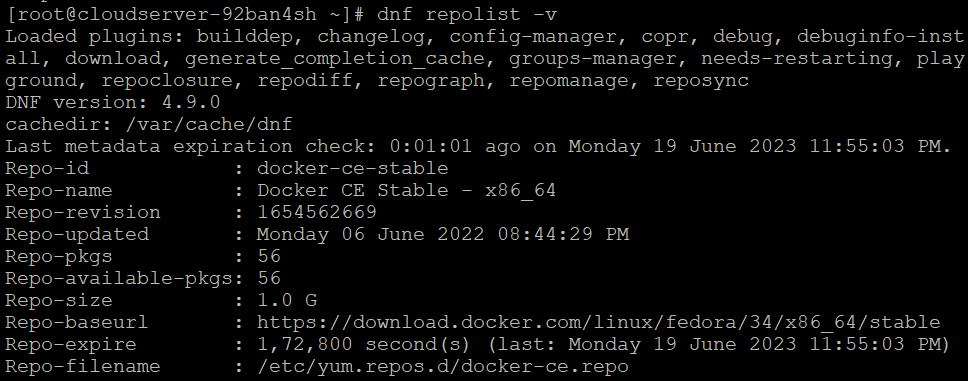 [root@cloudserver-92ban4sh ~]# dnf repolist -v
Loaded plugins: builddep, changelog, config-manager, copr, debug, debuginfo-inst
all, download, generate_completion_cache, groups-manager, needs-restarting, play
ground, repoclosure, repodiff, repograph, repomanage, reposync
DNF version: 4.9.0
cachedir: /var/cache/dnf
Last metadata expiration check: 0:01:01 ago on Monday 19 June 2023 11:55:03 PM.
Repo-id            : docker-ce-stable
Repo-name          : Docker CE Stable - x86_64
Repo-revision      : 1654562669
Repo-updated       : Monday 06 June 2022 08:44:29 PM
Repo-pkgs          : 56
Repo-available-pkgs: 56
Repo-size          : 1.0 G
Repo-baseurl       : https://download.docker.com/linux/fedora/34/x86_64/stable
Repo-expire        : 1,72,800 second(s) (last: Monday 19 June 2023 11:55:03 PM)
Repo-filename      : /etc/yum.repos.d/docker-ce.repo